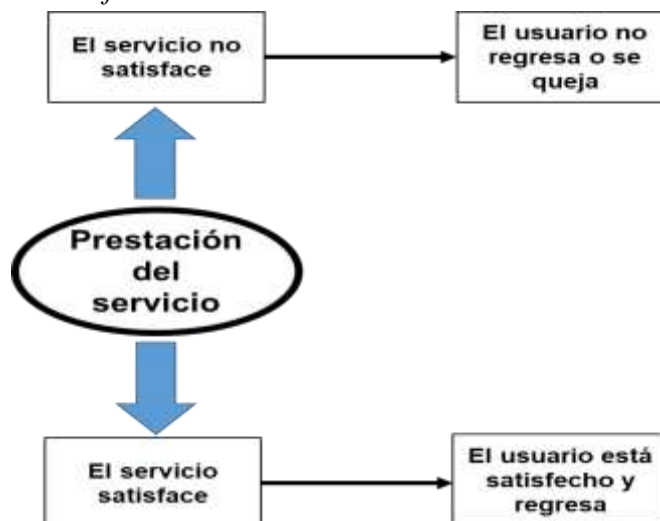 El servicio no
satisface
El usuario no
regresa o se
queja
Prestación
del
servicio
El servicio
satisface
El usuario está
satisfecho y
regresa